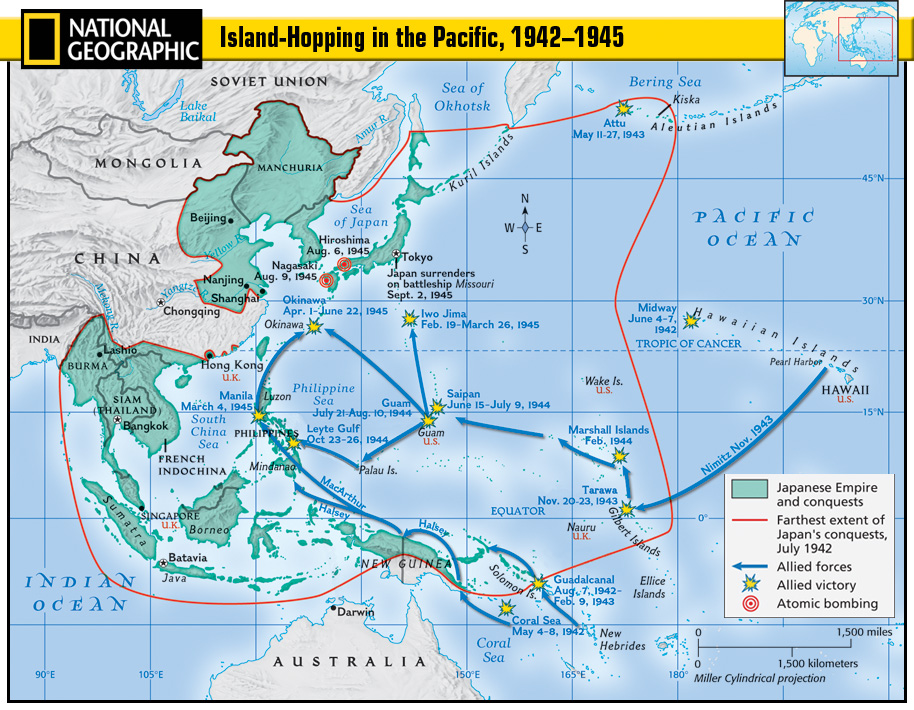 NATIONAL
GEOGRAPHIC
Island-Hopping in the Pacific, 1942–1945
SOVIET UNION
Lake
Baikal
Sea of
Okhotsk
Bering Sea
Kiska
Attu
May 11-27, 1943
Aleutian Islands
Amur R.
MONGOLIA
MANCHURIA
Kuril Islands
45°N
Sea
of Japan
PACIFIC
OCEAN
N
W
E
S
Beijing
Yellow R.
Hiroshima
Aug. 6, 1945
Tokyo
CHINA
Nagasaki
Aug. 9, 1945
Japan surrenders
on battleship Missouri
Sept. 2, 1945
Nanjing
Shanghai
Yangtze R.
Mekong R.
Chongqing
Okinawa
Apr. 1-June 22, 1945
Okinawa
Iwo Jima
Feb. 19-March 26, 1945
30°N
Midway
June 4-7,
1942
Hawaiian Islands
TROPIC OF CANCER
INDIA
Lashio
BURMA
Hong Kong
U.K.
Pearl Harbor
HAWAII
U.S.
Wake Is.
U.S.
Manila
March 4, 1945
Luzon
Philippine
Sea
Guam
July 21-Aug. 10, 1944
Saipan
June 15-July 9, 1944
15°N
SIAM
(THAILAND)
Bangkok
South
China
Sea
PHILIPPINES
Leyte Gulf
Oct 23-26, 1944
Guam
U.S.
Marshall Islands
Feb. 1944
Nimitz Nov. 1943
FRENCH
INDOCHINA
Mindanao
Palau Is.
MacArthur
Halsey
Tarawa
Nov. 20-23, 1943
Gilbert Islands
EQUATOR
0°
SINGAPORE
U.K.
Sumatra
Borneo
Halsey
Nauru
U.K.
Batavia
Java
NEW GUINEA
Solomon Is.
Guadalcanal
Aug. 7, 1942-
Feb. 9, 1943
Ellice
Islands
INDIAN
OCEAN
Darwin
Coral Sea
May 4-8, 1942
New
Hebrides
Coral
Sea
AUSTRALIA
90°E
105°E
150°E
165°E
180°
Japanese Empire
and conquests
Farthest extent of
Japan's conquests,
July 1942
Allied forces
Allied victory
Atomic bombing
0
1,500 miles
0
1,500 kilometers
Miller Cylindrical projection